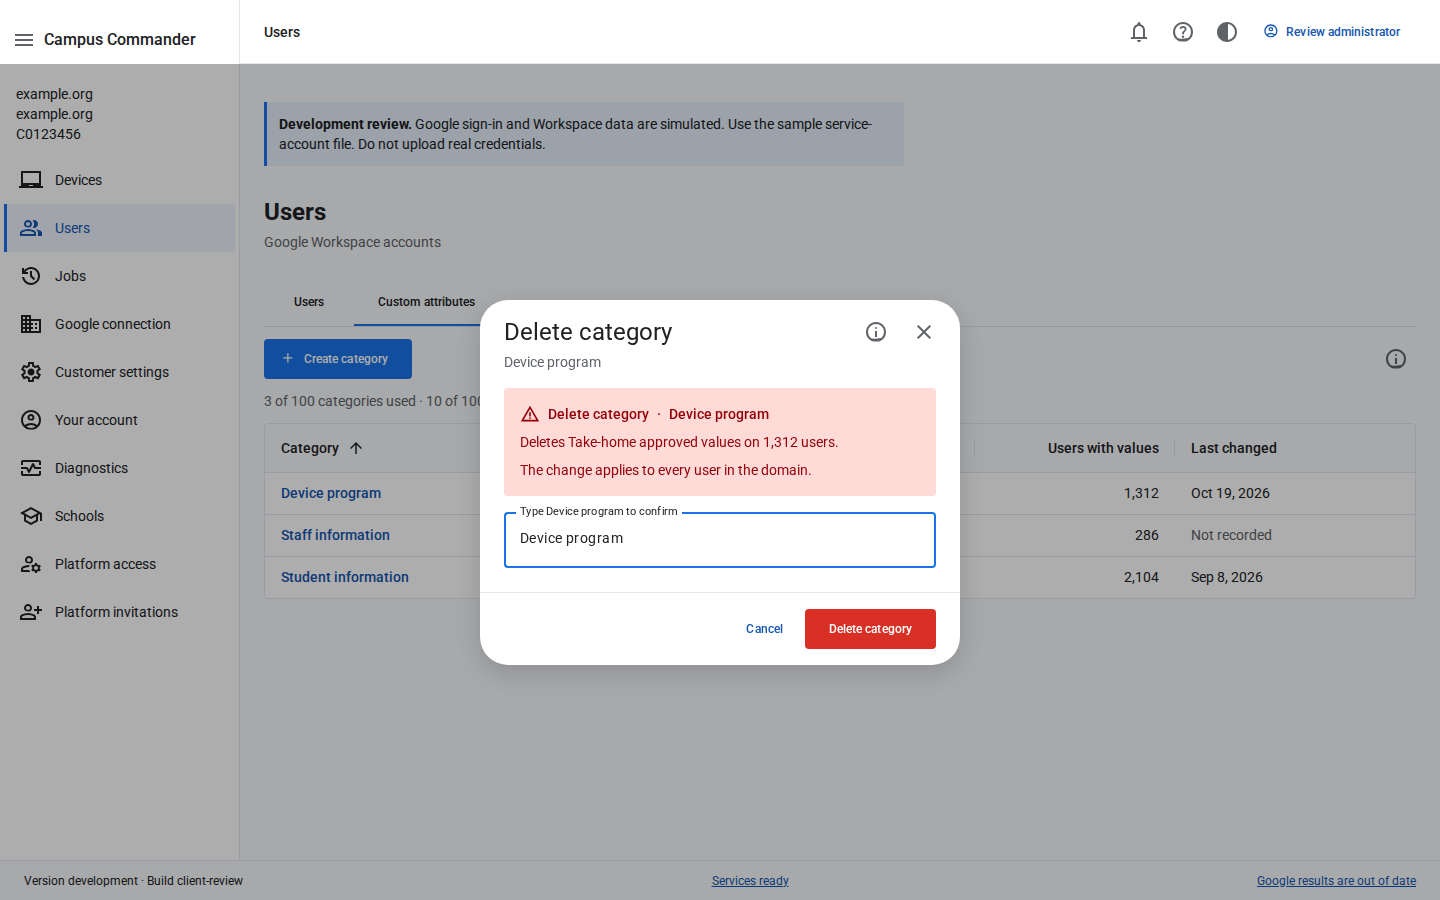 Campus Commander
Users
Review administrator
example.org
example.org
C0123456
Devices
Users
Jobs
Google connection
Customer settings
Your account
Diagnostics
Schools
Platform access
Platform invitations
Development review. Google sign-in and Workspace data are simulated. Use the sample service-
account file. Do not upload real credentials.
Users
Google Workspace accounts
Users
Custom attributes
Create category
3 of 100 categories used · 10 of 100
Category
Users with values
Last changed
Device program
1,312
Oct 19, 2026
Staff information
286
Not recorded
Student information
2,104
Sep 8, 2026
Delete category
Device program
Delete category · Device program
Deletes Take-home approved values on 1,312 users.
The change applies to every user in the domain.
Type Device program to confirm
Device program
Cancel
Delete category
Version development · Build client-review
Services ready
Google results are out of date